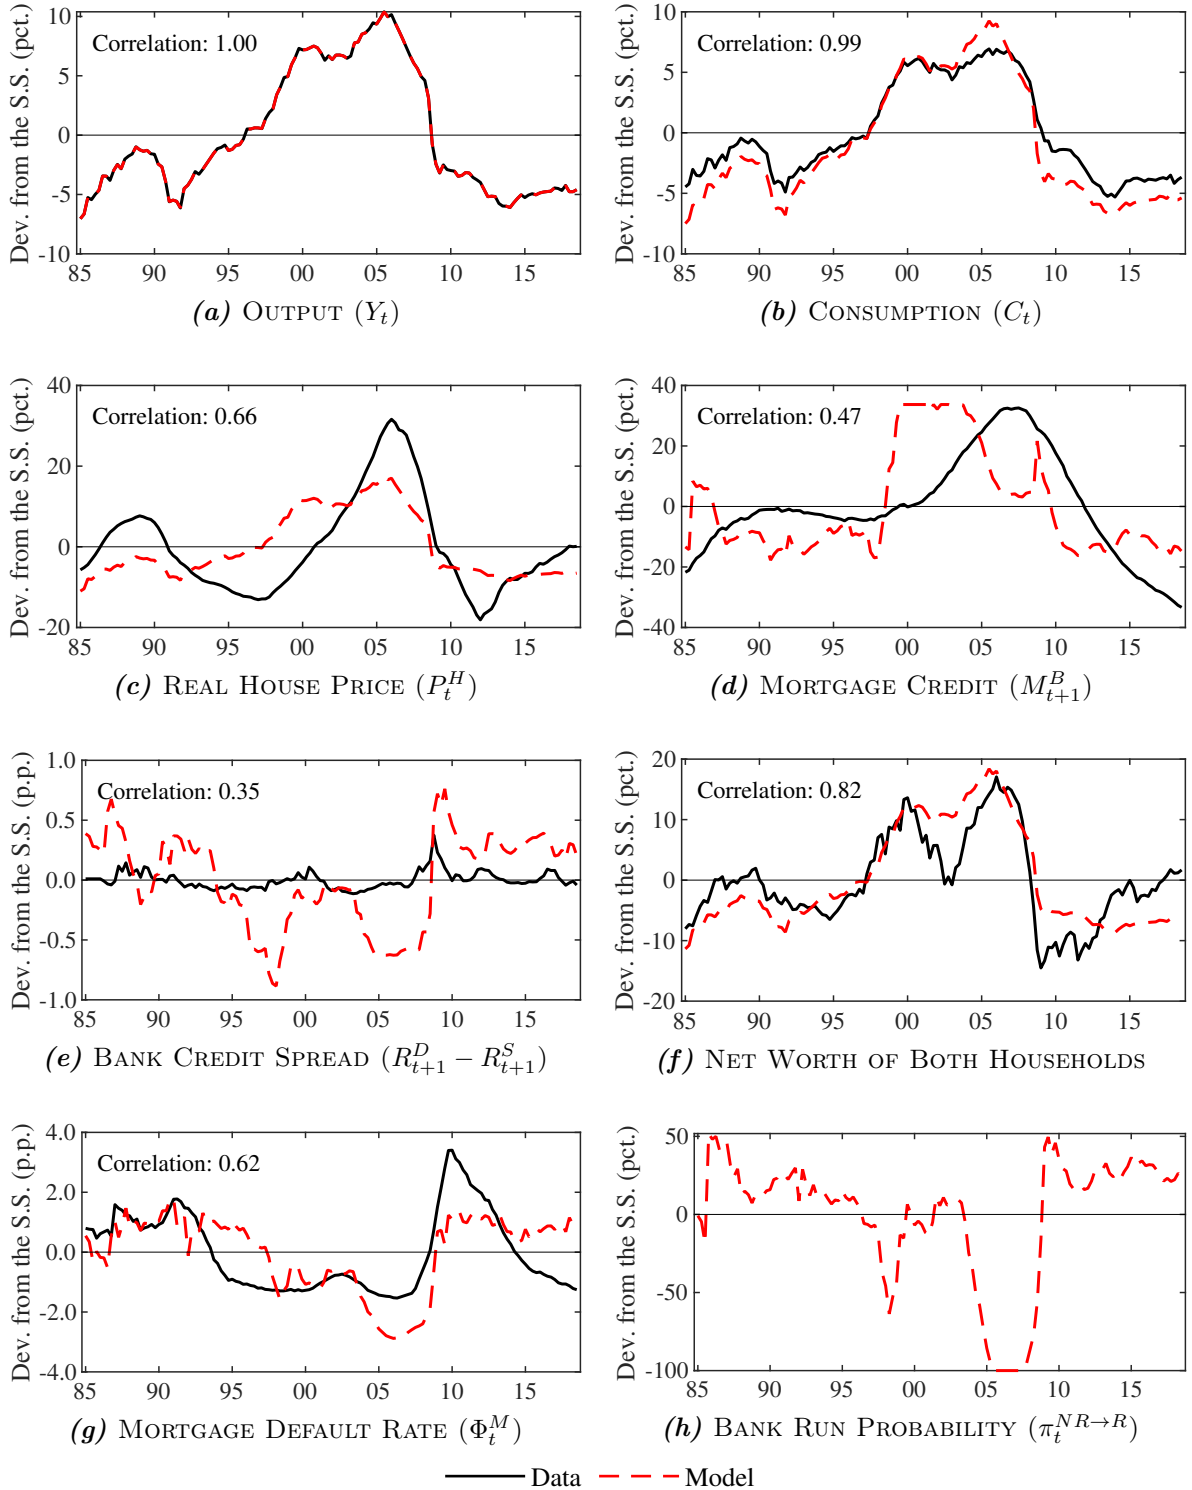 Dev. from the S.S. (pct.)
10
5
0
-5
-10
Correlation: 1.00
85 90 95 00 05 10 15
(a) OUTPUT (Y_t)
Dev. from the S.S. (pct.)
10
5
0
-5
-10
Correlation: 0.99
85 90 95 00 05 10 15
(b) CONSUMPTION (C_t)
Dev. from the S.S. (pct.)
40
20
0
-20
Correlation: 0.66
85 90 95 00 05 10 15
(c) REAL HOUSE PRICE (P_t^H)
Dev. from the S.S. (pct.)
40
20
0
-20
-40
Correlation: 0.47
85 90 95 00 05 10 15
(d) MORTGAGE CREDIT (M_{t+1}^B)
Dev. from the S.S. (p.p.)
1.0
0.5
0.0
-0.5
-1.0
Correlation: 0.35
85 90 95 00 05 10 15
(e) BANK CREDIT SPREAD (R_{t+1}^D − R_{t+1}^S)
Dev. from the S.S. (pct.)
20
10
0
-10
-20
Correlation: 0.82
85 90 95 00 05 10 15
(f) NET WORTH OF BOTH HOUSEHOLDS
Dev. from the S.S. (p.p.)
4.0
2.0
0.0
-2.0
-4.0
Correlation: 0.62
85 90 95 00 05 10 15
(g) MORTGAGE DEFAULT RATE (Φ_t^M)
Dev. from the S.S. (pct.)
50
0
-50
-100
85 90 95 00 05 10 15
(h) BANK RUN PROBABILITY (π_t^{NR→R})
Data Model